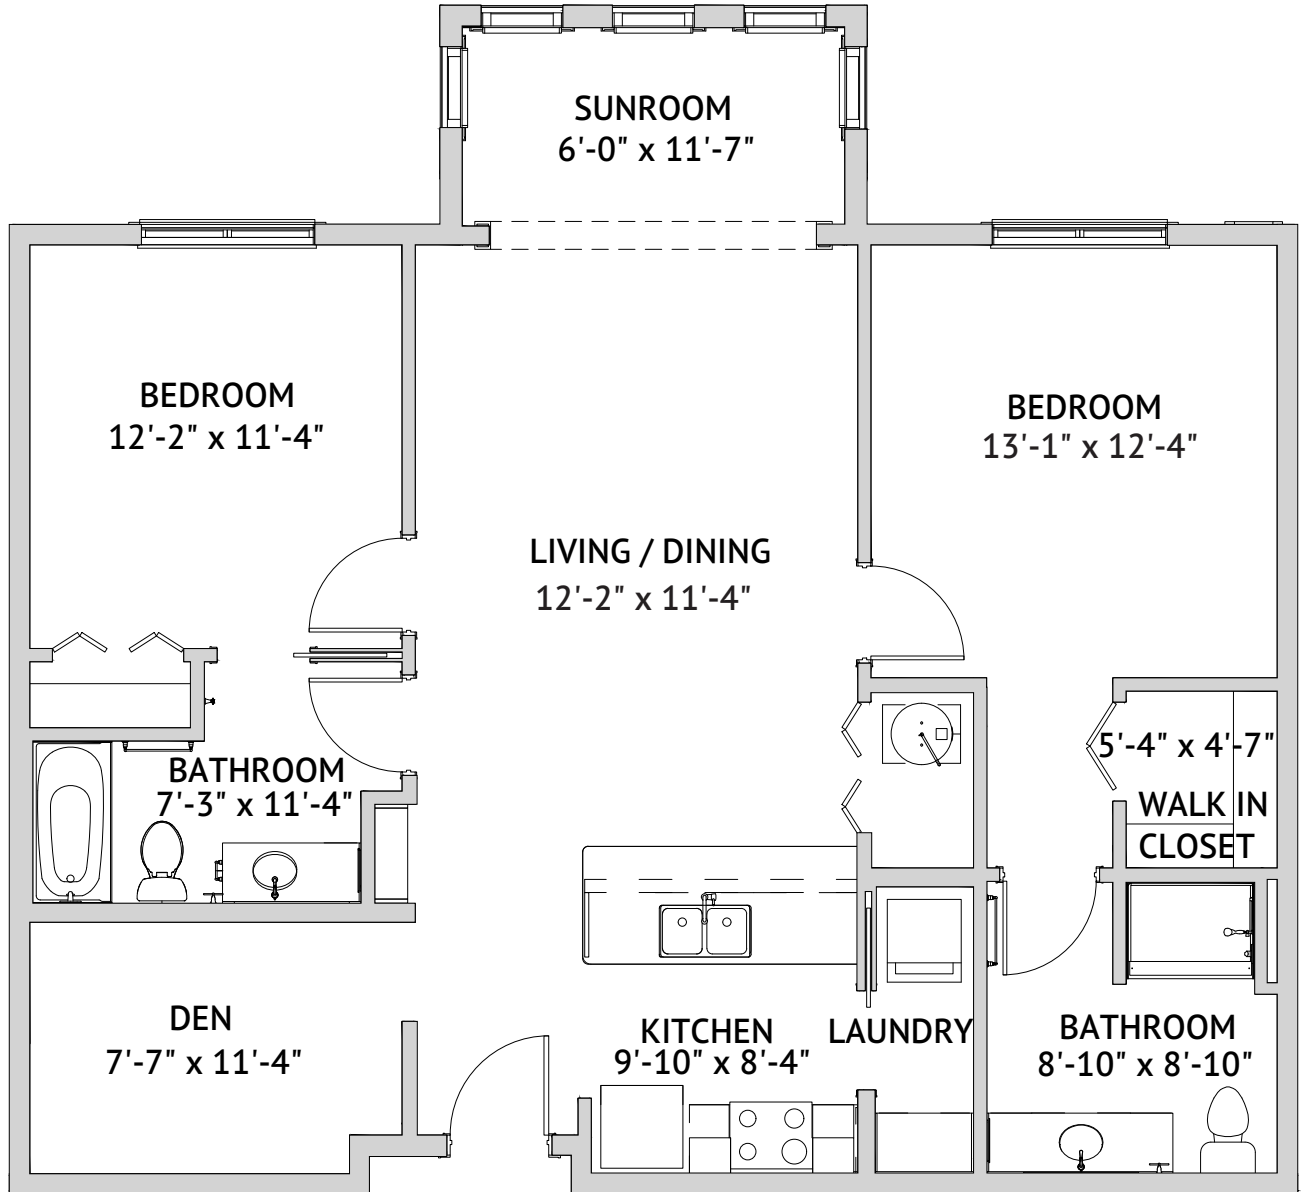 SUNROOM
6'-0" x 11'-7"
BEDROOM
12'-2" x 11'-4"
BEDROOM
13'-1" x 12'-4"
LIVING / DINING
12'-2" x 11'-4"
5'-4" x 4'-7"
WALK IN
CLOSET
BATHROOM
7'-3" x 11'-4"
DEN
7'-7" x 11'-4"
KITCHEN
9'-10" x 8'-4"
LAUNDRY
BATHROOM
8'-10" x 8'-10"